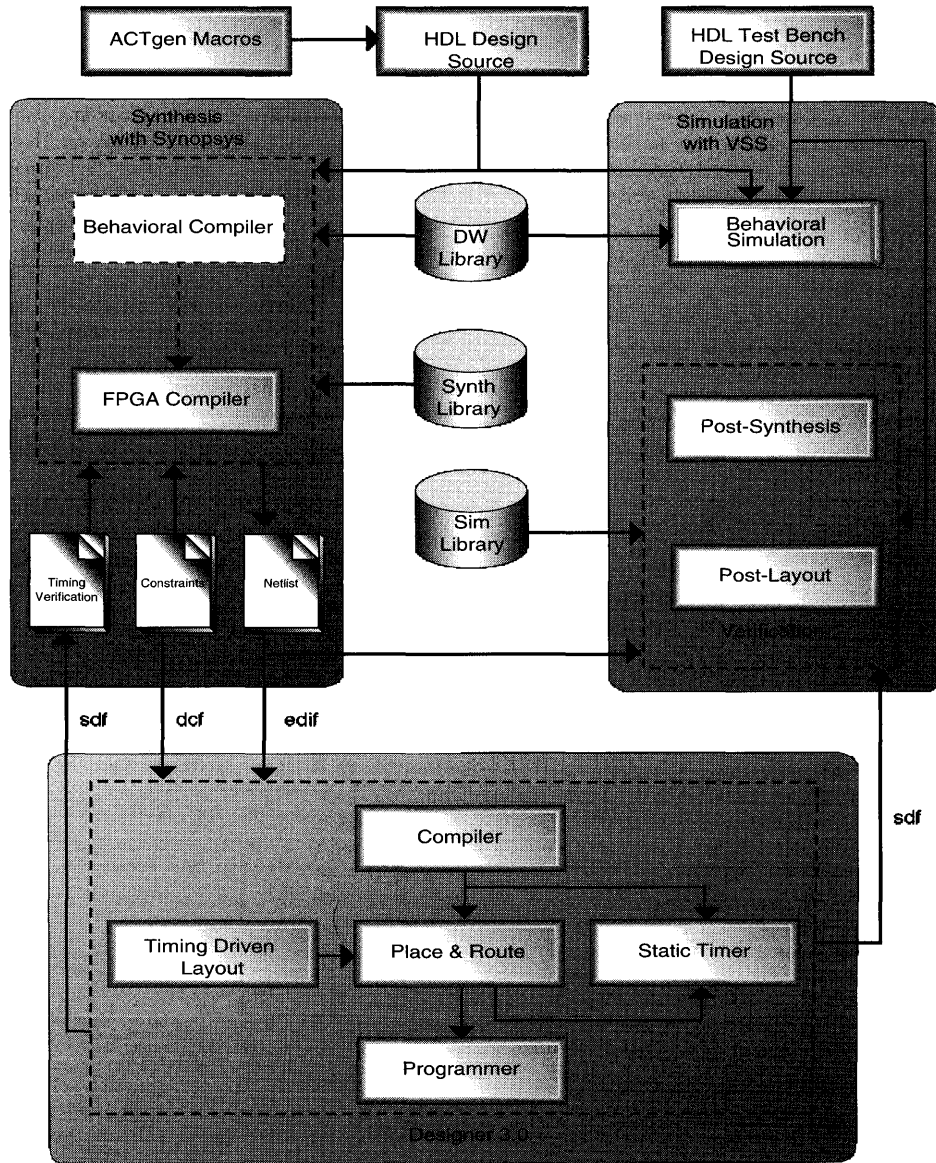 ACTgen Macros
HDL Design
Source
HDL Test Bench
Design Source
Synthesis
with Synopsys
Simulation
with VSS
Behavioral Compiler
DW
Library
Behavioral
Simulation
FPGA Compiler
Synth
Library
Post-Synthesis
Sim
Library
Timing
Verification
Constraints
Netlist
Post-Layout
Verification
sdf
dcf
edif
Compiler
sdf
Timing Driven
Layout
Place & Route
Static Timer
Programmer
Designer 3.0